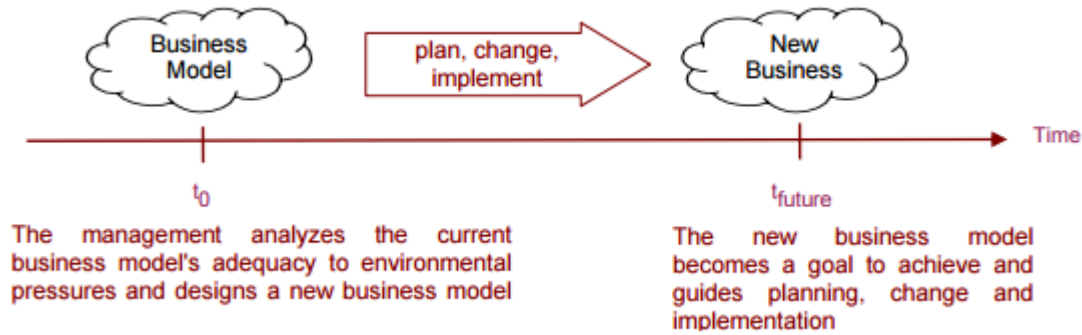 Business
Model
plan, change,
implement
New
Business
Time
t0
tfuture
The management analyzes the current
business model's adequacy to environmental
pressures and designs a new business model
The new business model
becomes a goal to achieve and
guides planning, change and
implementation